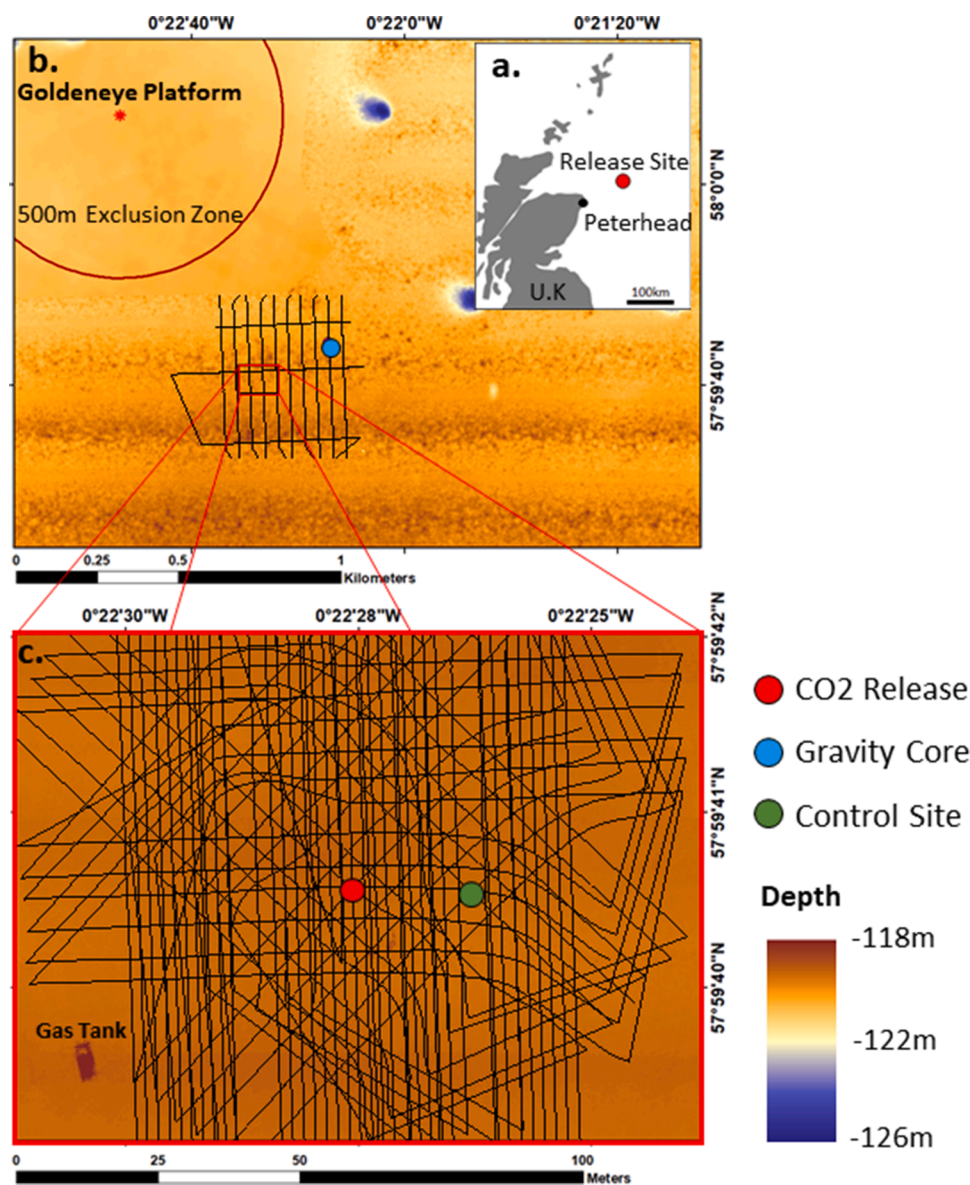 0°22'40"W 0°22'0"W 0°21'20"W
b.
Goldeneye Platform
500m Exclusion Zone
a.
Release Site
Peterhead
U.K
100km
58°0'0"N
57°59'40"N
0 0.25 0.5 1
Kilometers
0°22'30"W 0°22'28"W 0°22'25"W
c.
57°59'42"N
57°59'41"N
57°59'40"N
Gas Tank
0 25 50 100
Meters
CO2 Release
Gravity Core
Control Site
Depth
-118m
-122m
-126m